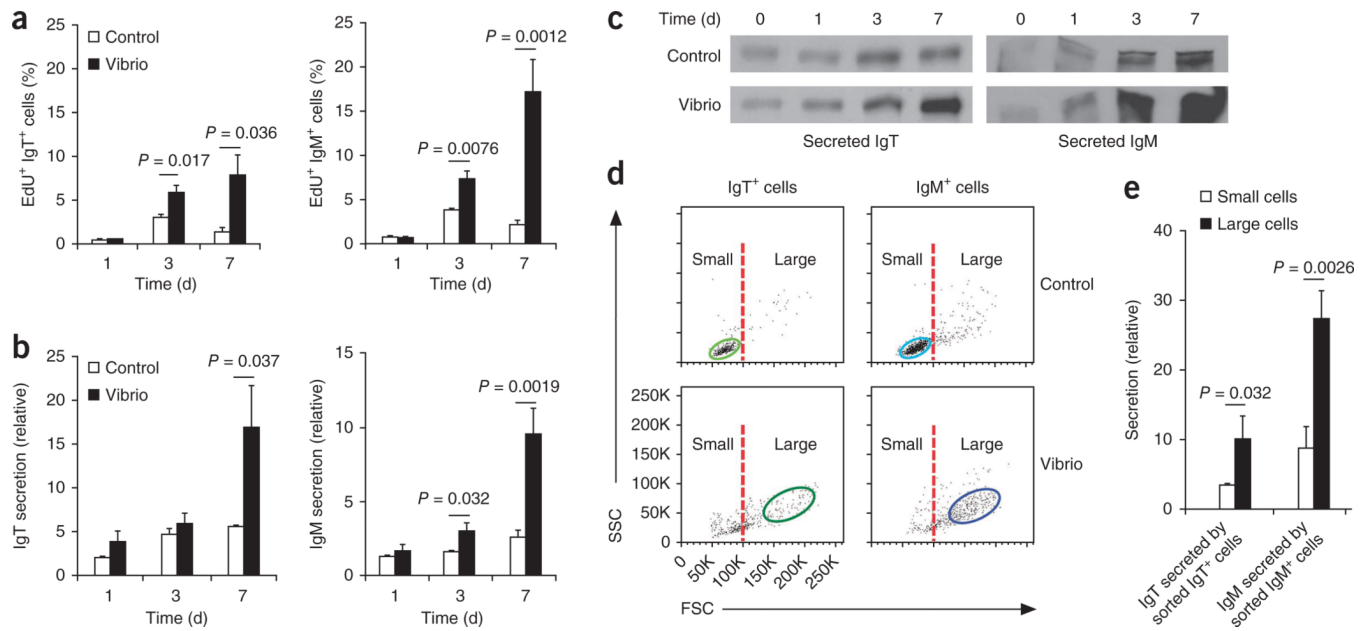 a
Control
Vibrio
EdU⁺ IgT⁺ cells (%)
25
20
15
10
5
0
P = 0.017
P = 0.036
1 3 7
Time (d)
EdU⁺ IgM⁺ cells (%)
25
20
15
10
5
0
P = 0.0076
P = 0.0012
1 3 7
Time (d)
b
Control
Vibrio
IgT secretion (relative)
25
20
15
10
5
0
P = 0.037
1 3 7
Time (d)
IgM secretion (relative)
15
10
5
0
P = 0.032
P = 0.0019
1 3 7
Time (d)
c
Time (d) 0 1 3 7 0 1 3 7
Control
Vibrio
Secreted IgT Secreted IgM
d
IgT⁺ cells IgM⁺ cells
Small Large Small Large
Control
250K
200K
150K
100K
50K
0
Small Large Small Large
Vibrio
SSC
0 50K 100K 150K 200K 250K
FSC
e
Small cells
Large cells
Secretion (relative)
40
30
20
10
0
P = 0.032
P = 0.0026
IgT secreted by
sorted IgT⁺ cells
IgM secreted by
sorted IgM⁺ cells